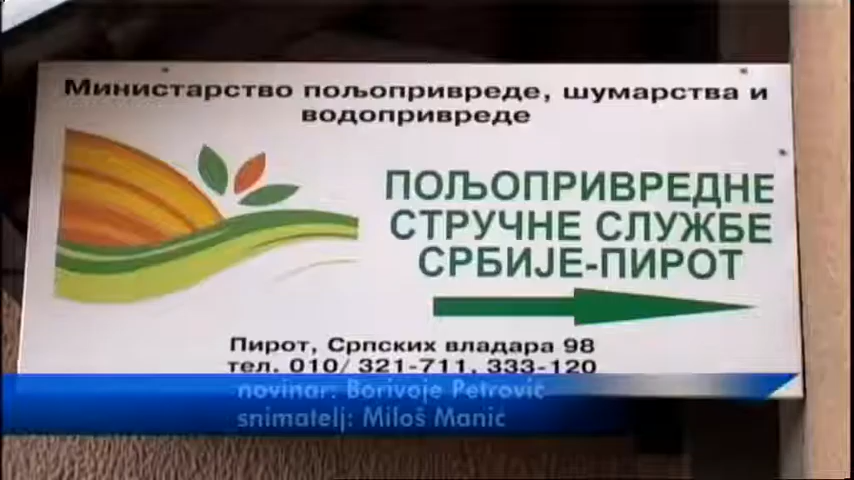 Министарство пољопривреде, шумарства и
водопривреде
ПОЉОПРИВРЕДНЕ
СТРУЧНЕ СЛУЖБЕ
СРБИЈЕ-ПИРОТ
Пирот, Српских владара 98
тел. 010/ 321-711, 333-120
novinar: Borivoje Petrović
snimatelj: Miloš Manić